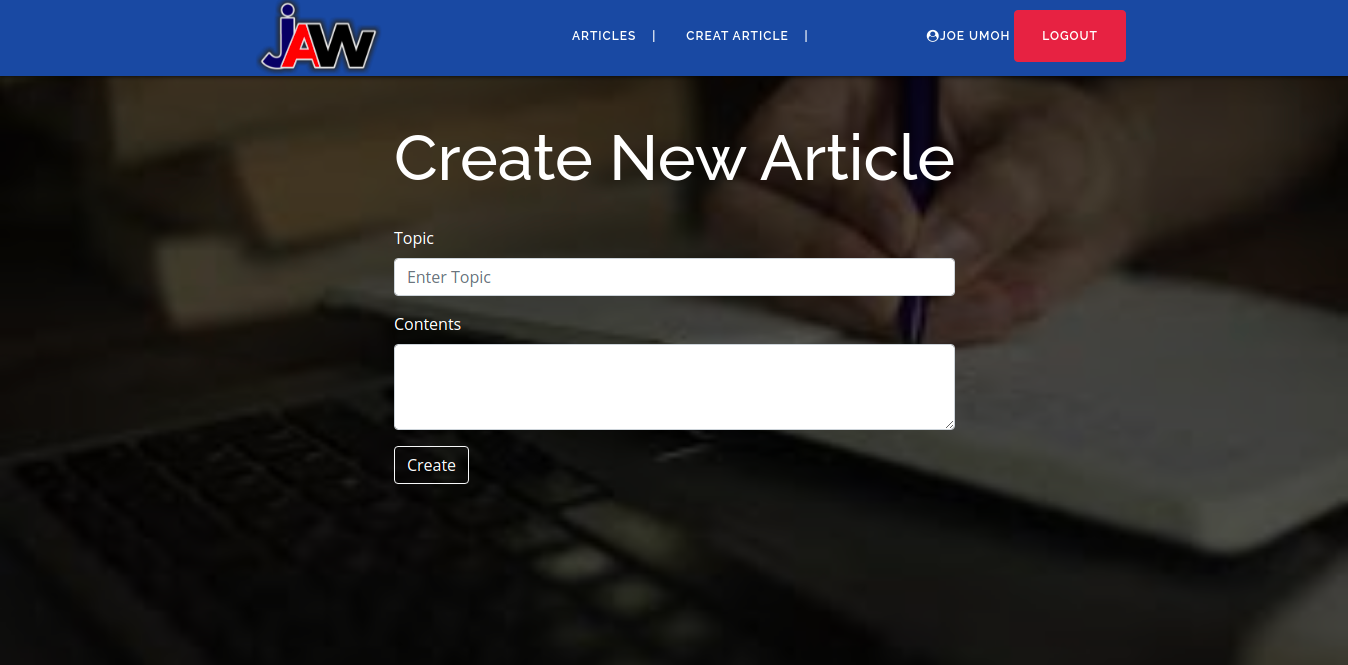 jAW
ARTICLES | CREAT ARTICLE | JOE UMOH LOGOUT
Create New Article
Topic
Enter Topic
Contents
Create